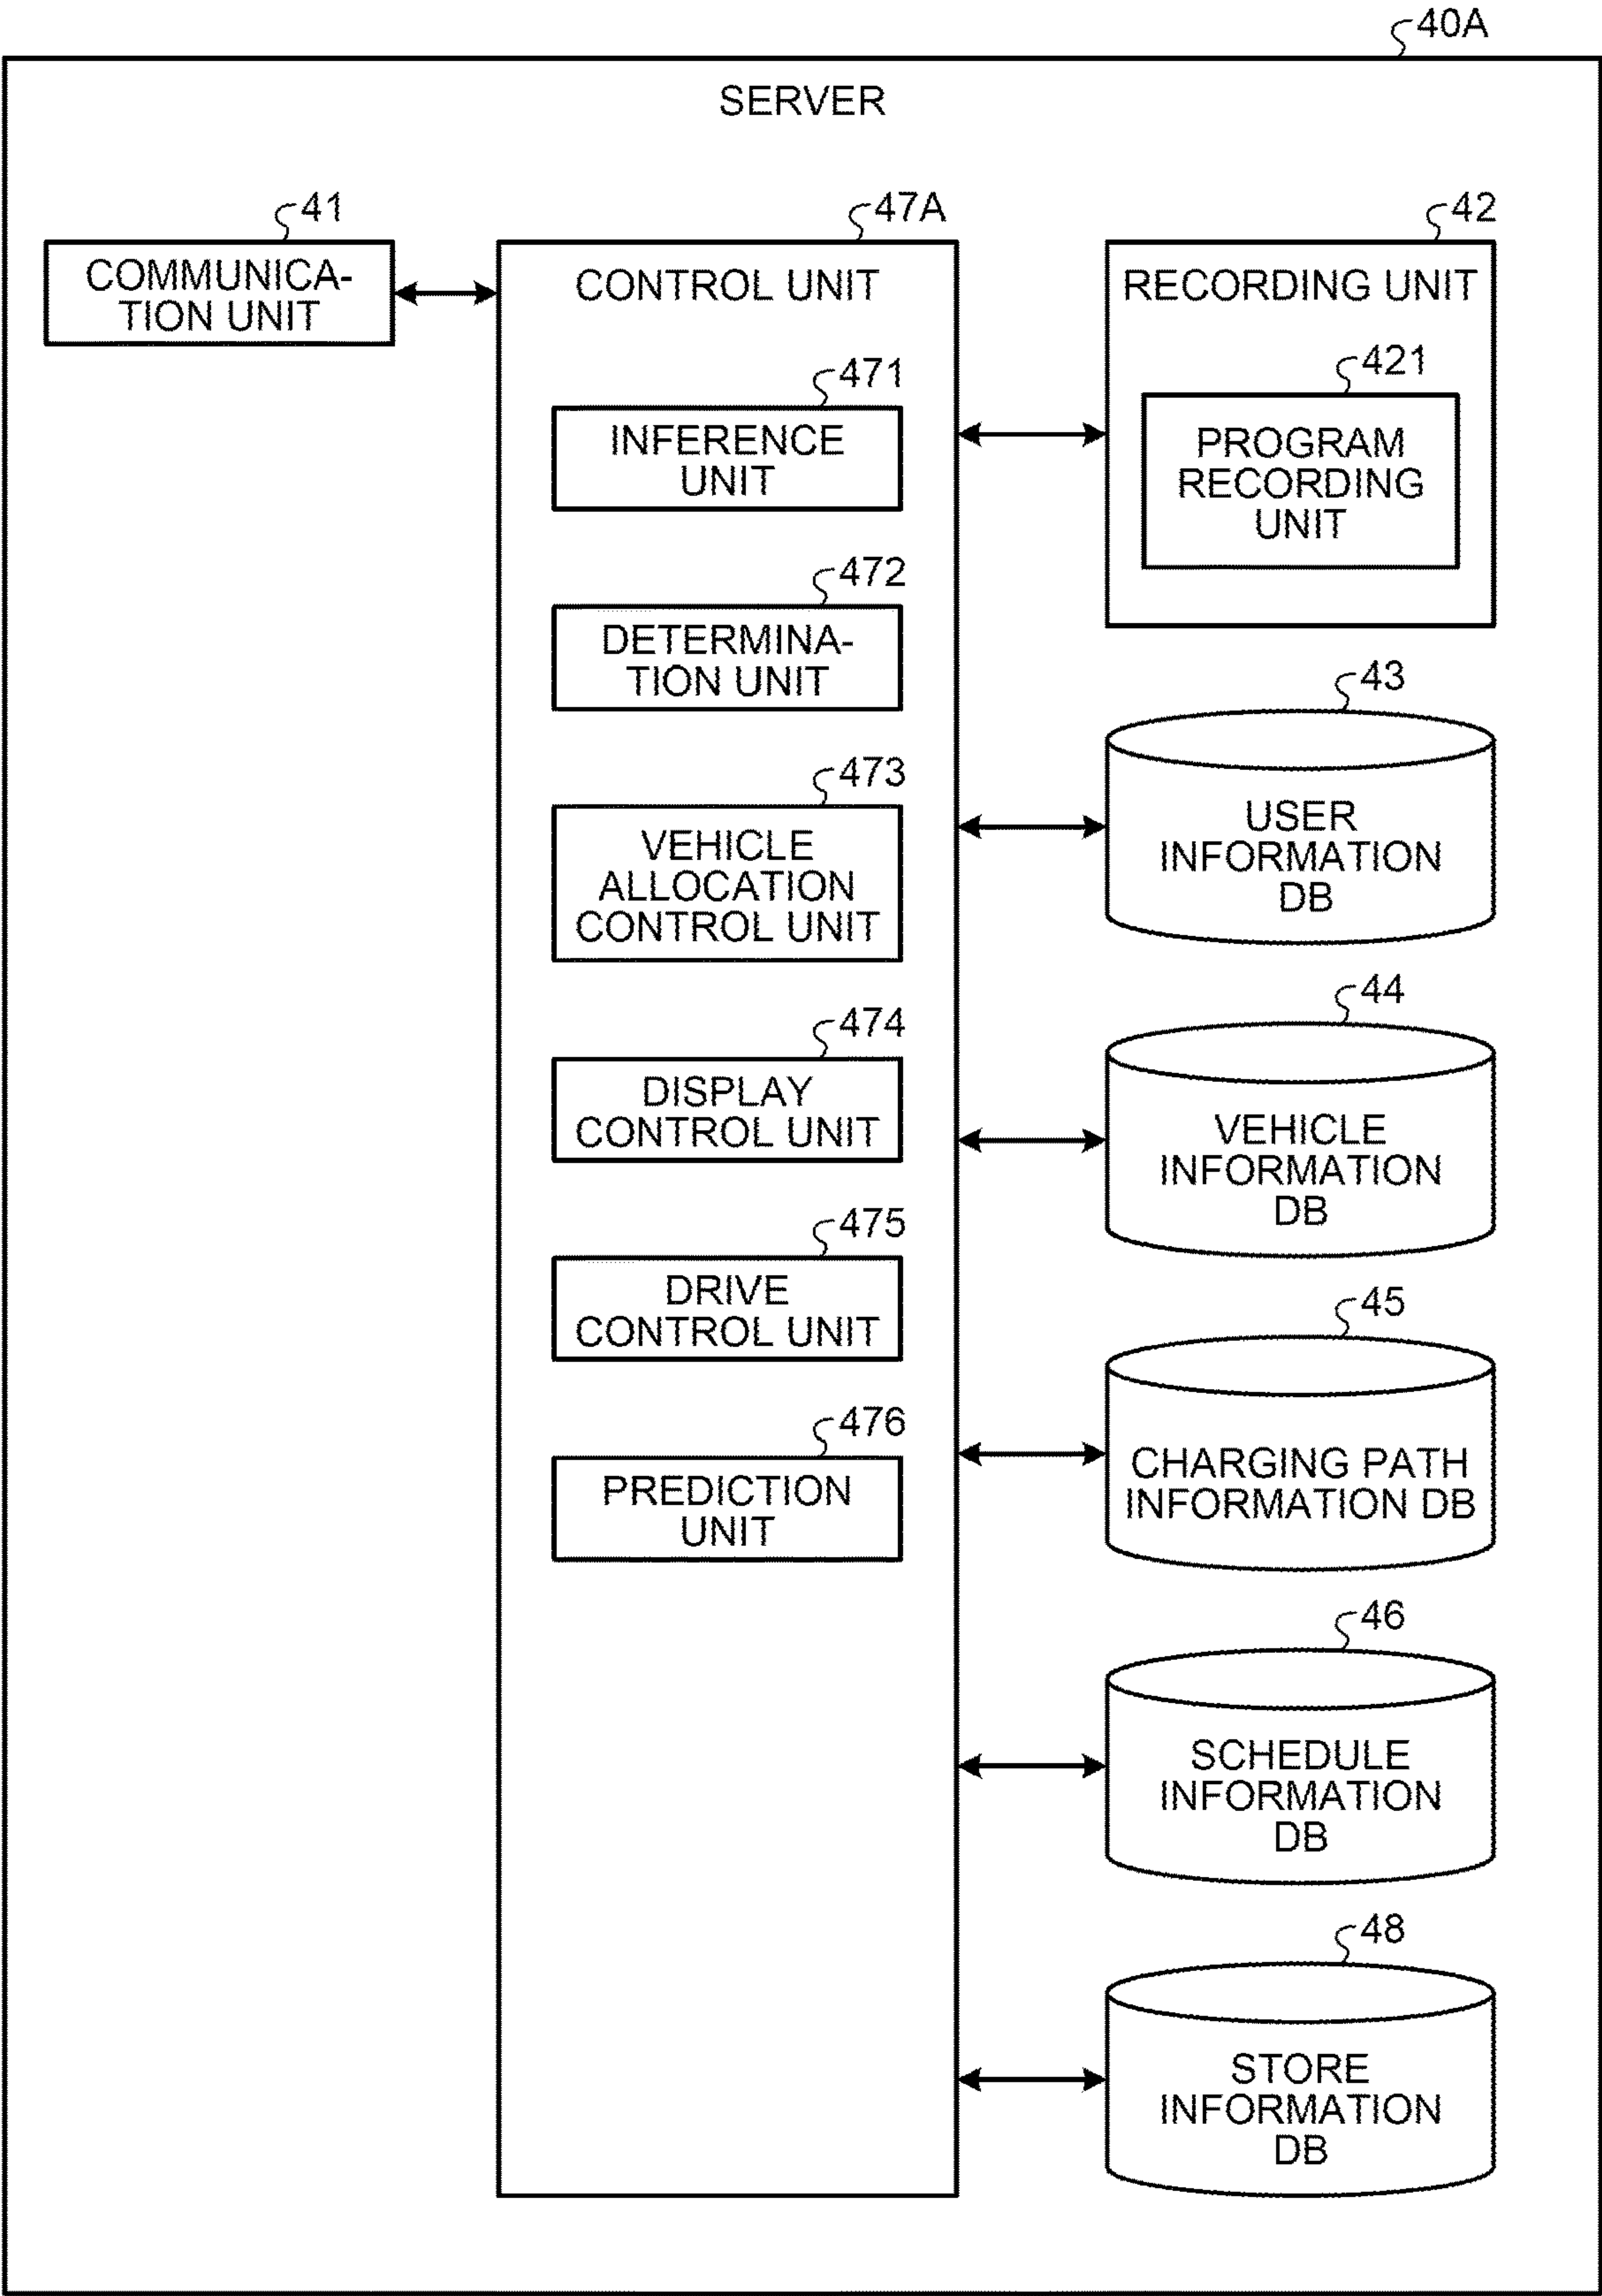 40A
SERVER
41
COMMUNICA-
TION UNIT
47A
CONTROL UNIT
471
INFERENCE
UNIT
472
DETERMINA-
TION UNIT
473
VEHICLE
ALLOCATION
CONTROL UNIT
474
DISPLAY
CONTROL UNIT
475
DRIVE
CONTROL UNIT
476
PREDICTION
UNIT
42
RECORDING UNIT
421
PROGRAM
RECORDING
UNIT
43
USER
INFORMATION
DB
44
VEHICLE
INFORMATION
DB
45
CHARGING PATH
INFORMATION DB
46
SCHEDULE
INFORMATION
DB
48
STORE
INFORMATION
DB